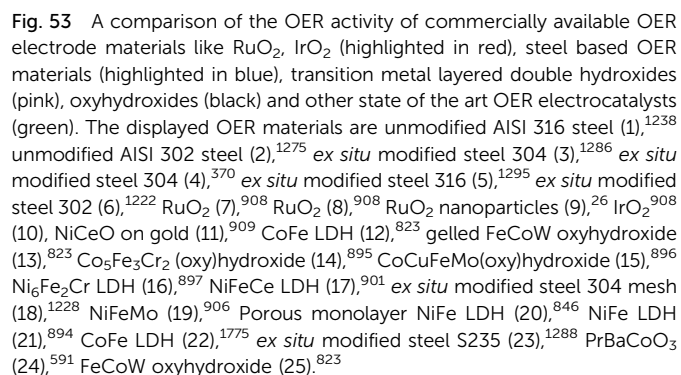 Fig. 53 A comparison of the OER activity of commercially available OER
electrode materials like RuO₂, IrO₂ (highlighted in red), steel based OER
materials (highlighted in blue), transition metal layered double hydroxides
(pink), oxyhydroxides (black) and other state of the art OER electrocatalysts
(green). The displayed OER materials are unmodified AISI 316 steel (1),¹²³⁸
unmodified AISI 302 steel (2),¹²⁷⁵ ex situ modified steel 304 (3),¹²⁸⁶ ex situ
modified steel 304 (4),³⁷⁰ ex situ modified steel 316 (5),¹²⁹⁵ ex situ modified
steel 302 (6),¹²²² RuO₂ (7),⁹⁰⁸ RuO₂ (8),⁹⁰⁸ RuO₂ nanoparticles (9),²⁶ IrO₂⁹⁰⁸
(10), NiCeO on gold (11),⁹⁰⁹ CoFe LDH (12),⁸²³ gelled FeCoW oxyhydroxide
(13),⁸²³ Co₅Fe₃Cr₂ (oxy)hydroxide (14),⁸⁹⁵ CoCuFeMo(oxy)hydroxide (15),⁸⁹⁶
Ni₆Fe₂Cr LDH (16),⁸⁹⁷ NiFeCe LDH (17),⁹⁰¹ ex situ modified steel 304 mesh
(18),¹²²⁸ NiFeMo (19),⁹⁰⁶ Porous monolayer NiFe LDH (20),⁸⁴⁶ NiFe LDH
(21),⁸⁹⁴ CoFe LDH (22),¹⁷⁷⁵ ex situ modified steel S235 (23),¹²⁸⁸ PrBaCoO₃
(24),⁵⁹¹ FeCoW oxyhydroxide (25).⁸²³